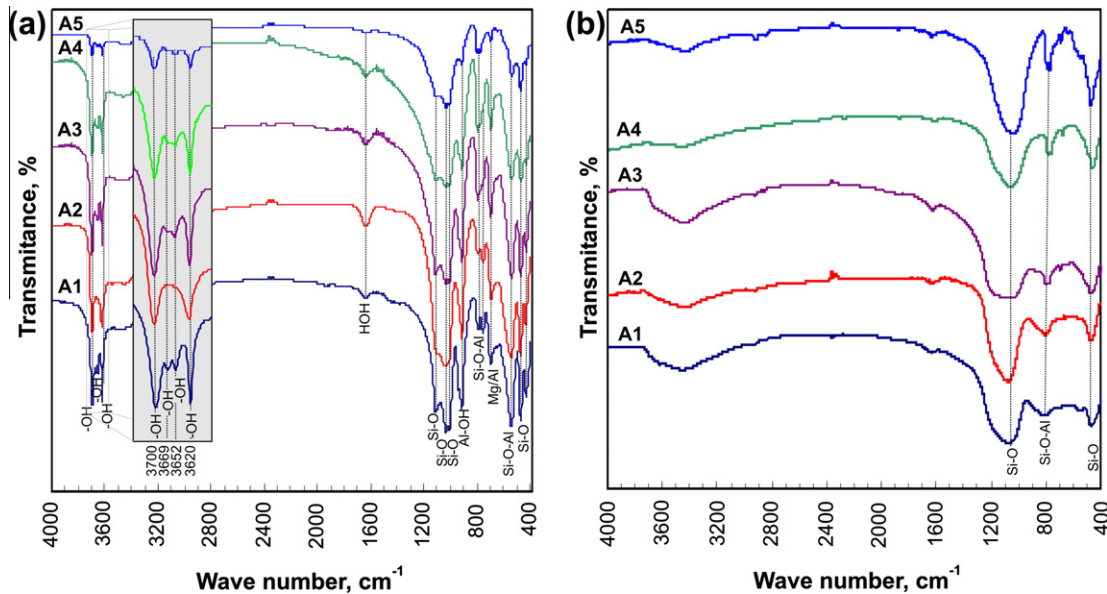 (a)
A5
A4
A3
A2
A1
Transmitance, %
-OH
-OH
-OH
-OH
-OH
-OH
-OH
3700
3669
3652
3620
HOH
Si-O
Si-O
Si-O
Al-OH
Si-O-Al
Mg/Al
Si-O-Al
Si-O
4000
3600
3200
2800
2400
2000
1600
1200
800
400
Wave number, cm-1
(b)
A5
A4
A3
A2
A1
Transmitance, %
Si-O
Si-O-Al
Si-O
4000
3600
3200
2800
2400
2000
1600
1200
800
400
Wave number, cm-1